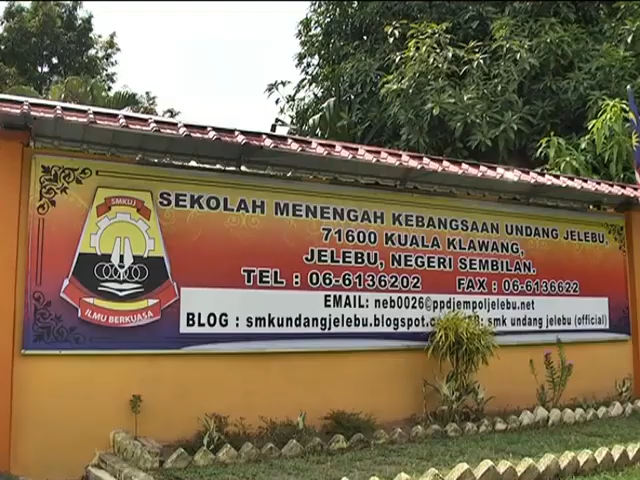 SMKUJ
ILMU BERKUASA
SEKOLAH MENENGAH KEBANGSAAN UNDANG JELEBU,
71600 KUALA KLAWANG,
JELEBU, NEGERI SEMBILAN.
TEL : 06-6136202 FAX : 06-6136622
EMAIL: neb0026©ppdjempoljelebu.net
BLOG : smkundangjelebu.blogspot. smk undang jelebu (official)